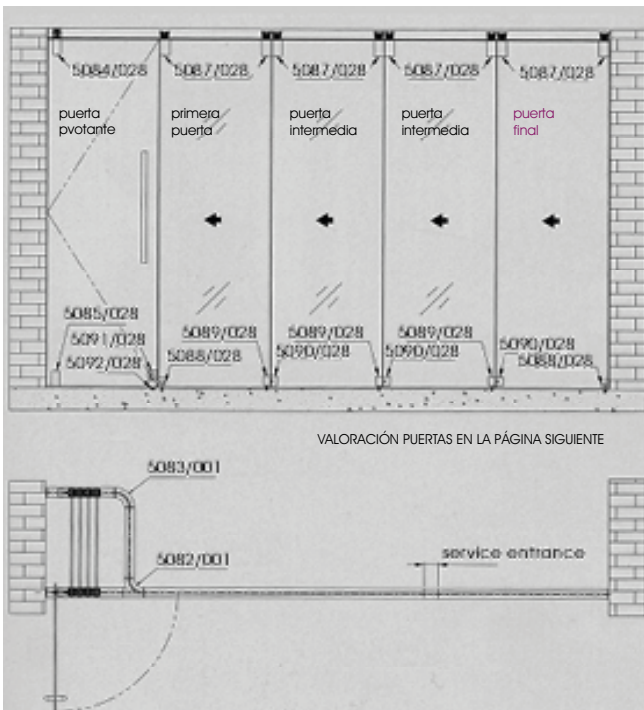 5084/028
5087/028
5087/028
5087/028
5087/028
puerta
pvotante
primera
puerta
puerta
intermedia
puerta
intermedia
puerta
final
5085/028
5091/028
5092/028
5089/028
5088/028
5089/028
5090/028
5089/028
5090/028
5090/028
5088/028
VALORACIÓN PUERTAS EN LA PÁGINA SIGUIENTE
5083/001
5082/001
service entrance